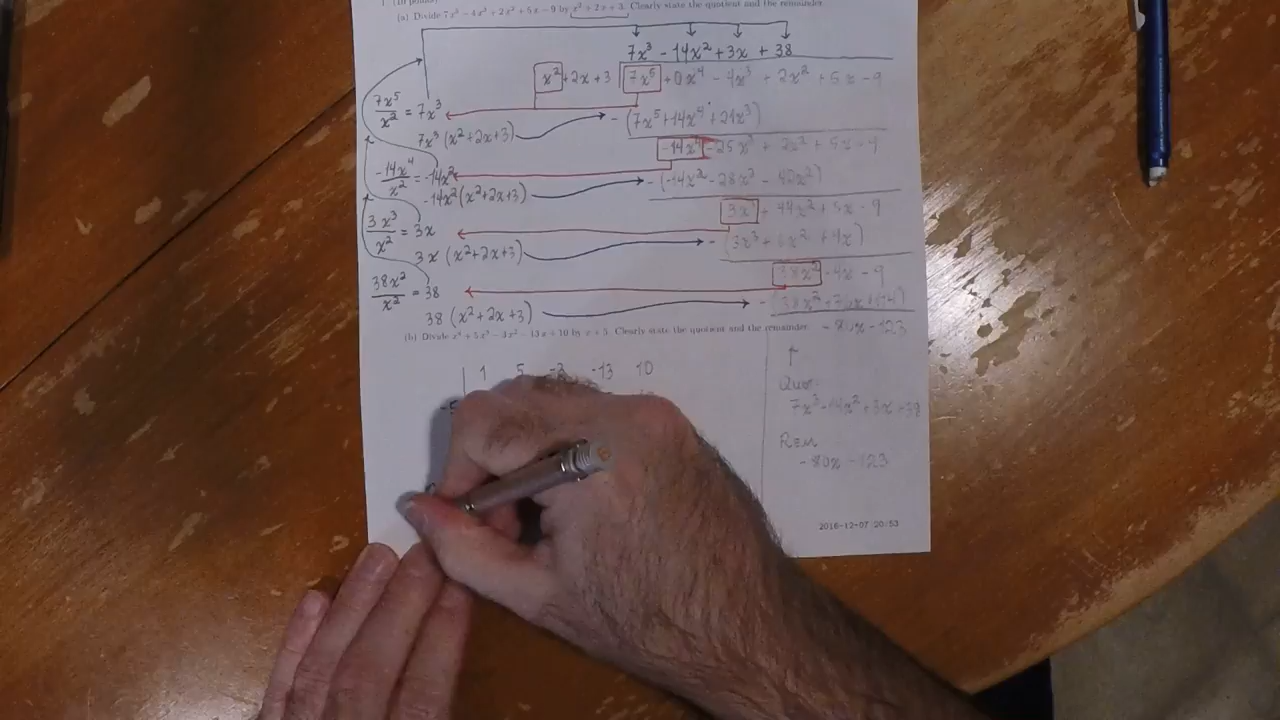 (a) Divide 7x⁵ − 4x³ + 2x² + 5x − 9 by x² + 2x + 3. Clearly state the quotient and the remainder.
7x³ - 14x² + 3x + 38
x² + 2x + 3 7x⁵ + 0x⁴ - 4x³ + 2x² + 5x - 9
7x⁵/x² = 7x³
7x³ (x²+2x+3) - (7x⁵+14x⁴+21x³)
-14x⁴ - 25x³ + 2x² + 5x - 9
-14x⁴/x² = -14x²
-14x² (x²+2x+3) - (-14x⁴ - 28x³ - 42x²)
3x³ + 44x² + 5x - 9
3x³/x² = 3x
3x (x²+2x+3) - (3x³ + 6x²
38x² - 4x - 9
38x²/x² = 38
38 (x²+2x+3) - (38x² + 76x + 114)
-80x - 123
(b) Divide x⁴ + 5x³ − 3x² − 13x + 10 by x + 5. Clearly state the quotient and the remainder.
1 5 -3 -13 10
-5
↑
Quo:
7x³-14x²+3x+38
REM
-80x - 123
2016-12-07/20/53